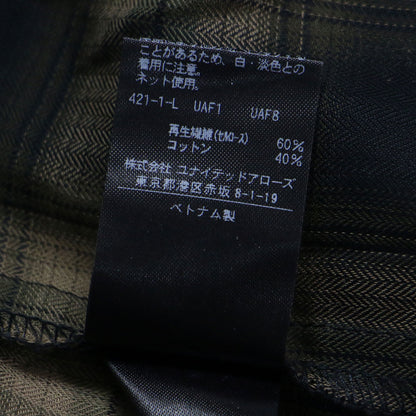 ことがあるため、白・淡色との
着用に注意。
ネット使用。
421-1-L UAF1 UAF8
再生繊維(ｾﾙﾛｰｽ) 60%
コットン 40%
株式会社 ユナイテッドアローズ
東京都港区赤坂 8-1-19
ベトナム製